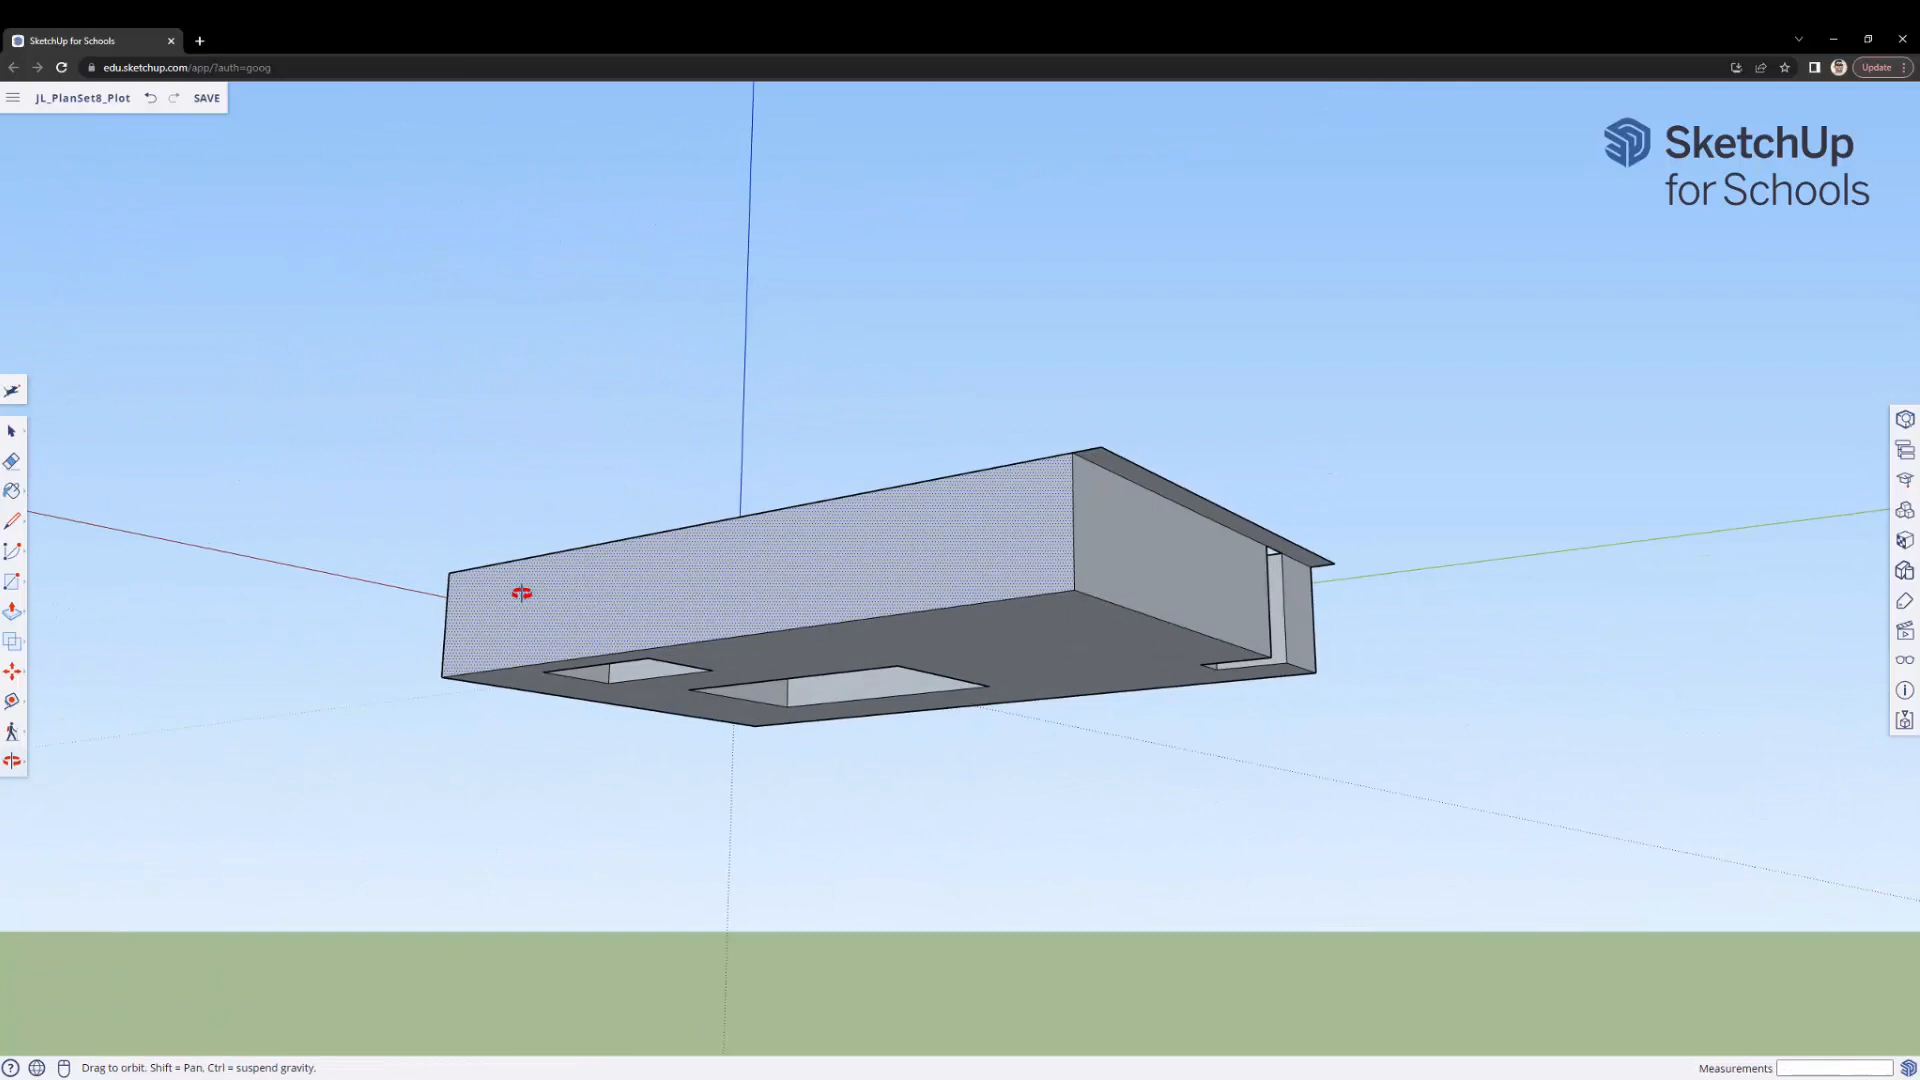 SketchUp for Schools
edu.sketchup.com/app/?auth=goog
Update
JL_PlanSet8_Plot
SAVE
SketchUp
for Schools
Drag to orbit. Shift = Pan, Ctrl = suspend gravity.
Measurements